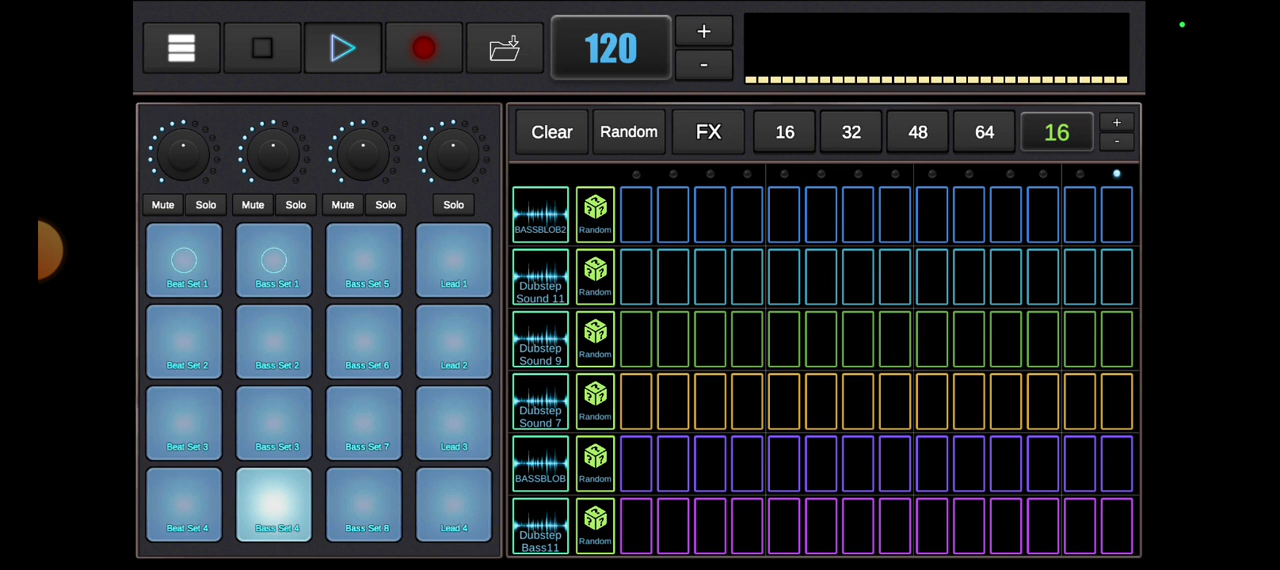 120
+
-
Clear
Random
FX
16
32
48
64
16
+
-
Mute
Solo
Mute
Solo
Mute
Solo
Solo
Beat Set 1
Bass Set 1
Bass Set 5
Lead 1
Beat Set 2
Bass Set 2
Bass Set 6
Lead 2
Beat Set 3
Bass Set 3
Bass Set 7
Lead 3
Beat Set 4
Bass Set 4
Bass Set 8
Lead 4
BASSBLOB2
Random
Dubstep
Sound 11
Random
Dubstep
Sound 9
Random
Dubstep
Sound 7
Random
BASSBLOB
Random
Dubstep
Bass11
Random